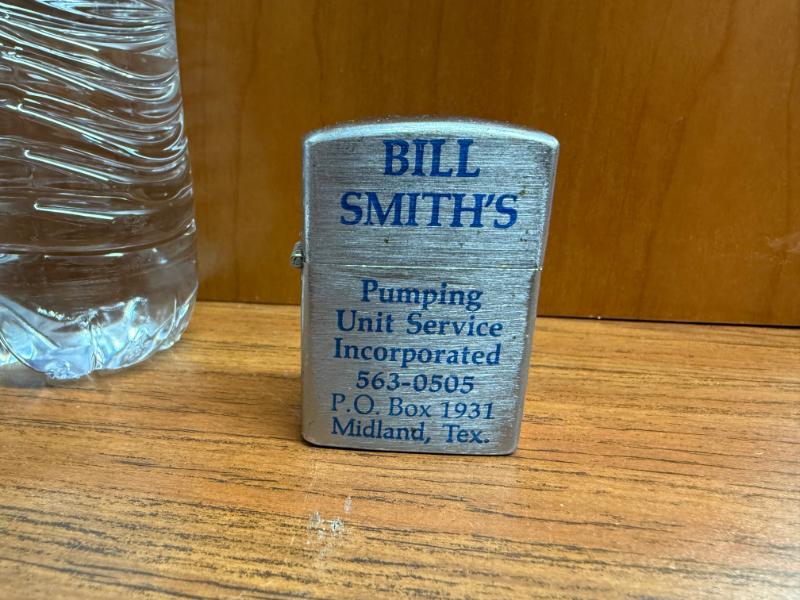 BILL
SMITH'S
Pumping
Unit Service
Incorporated
563-0505
P.O. Box 1931
Midland, Tex.